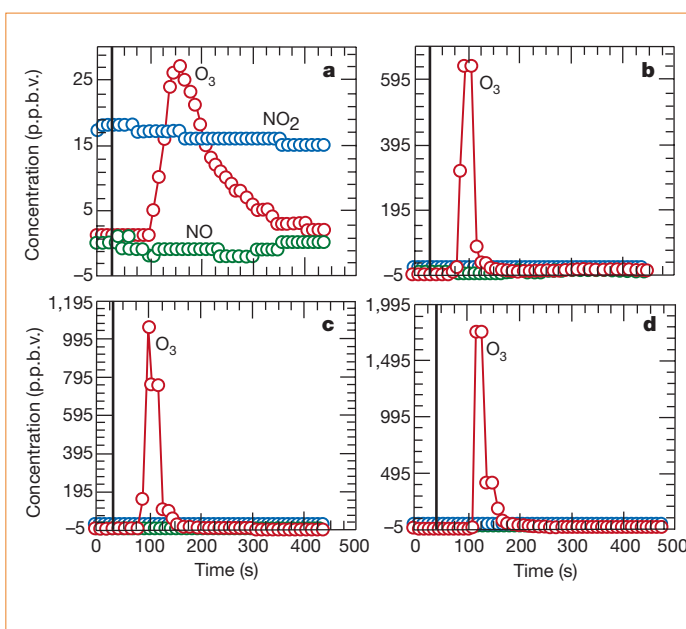 a
O3
NO2
NO
25
15
5
−5
Concentration (p.p.b.v.)
b
O3
595
395
195
−5
c
O3
1,195
995
795
595
395
195
−5
Concentration (p.p.b.v.)
0 100 200 300 400 500
Time (s)
d
O3
1,995
1,495
995
495
−5
0 100 200 300 400 500
Time (s)